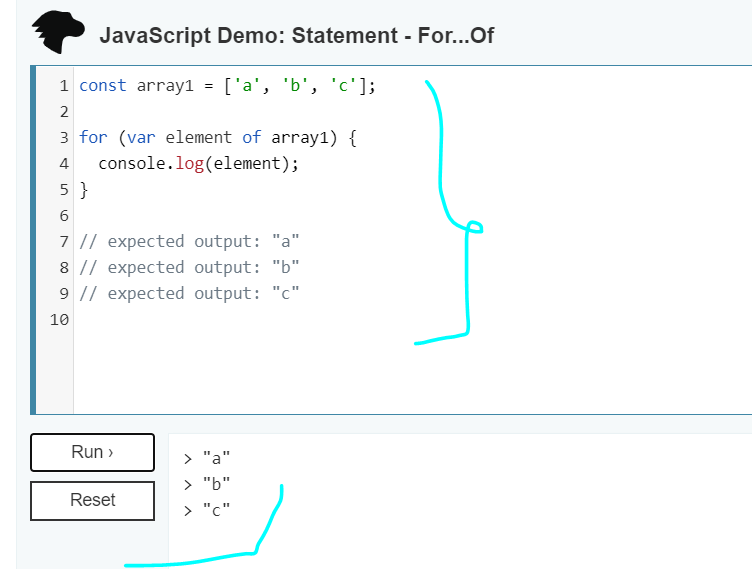 JavaScript Demo: Statement - For...Of
1 const array1 = ['a', 'b', 'c'];
2
3 for (var element of array1) {
4   console.log(element);
5 }
6
7 // expected output: "a"
8 // expected output: "b"
9 // expected output: "c"
10
Run ›
> "a"
> "b"
Reset
> "c"